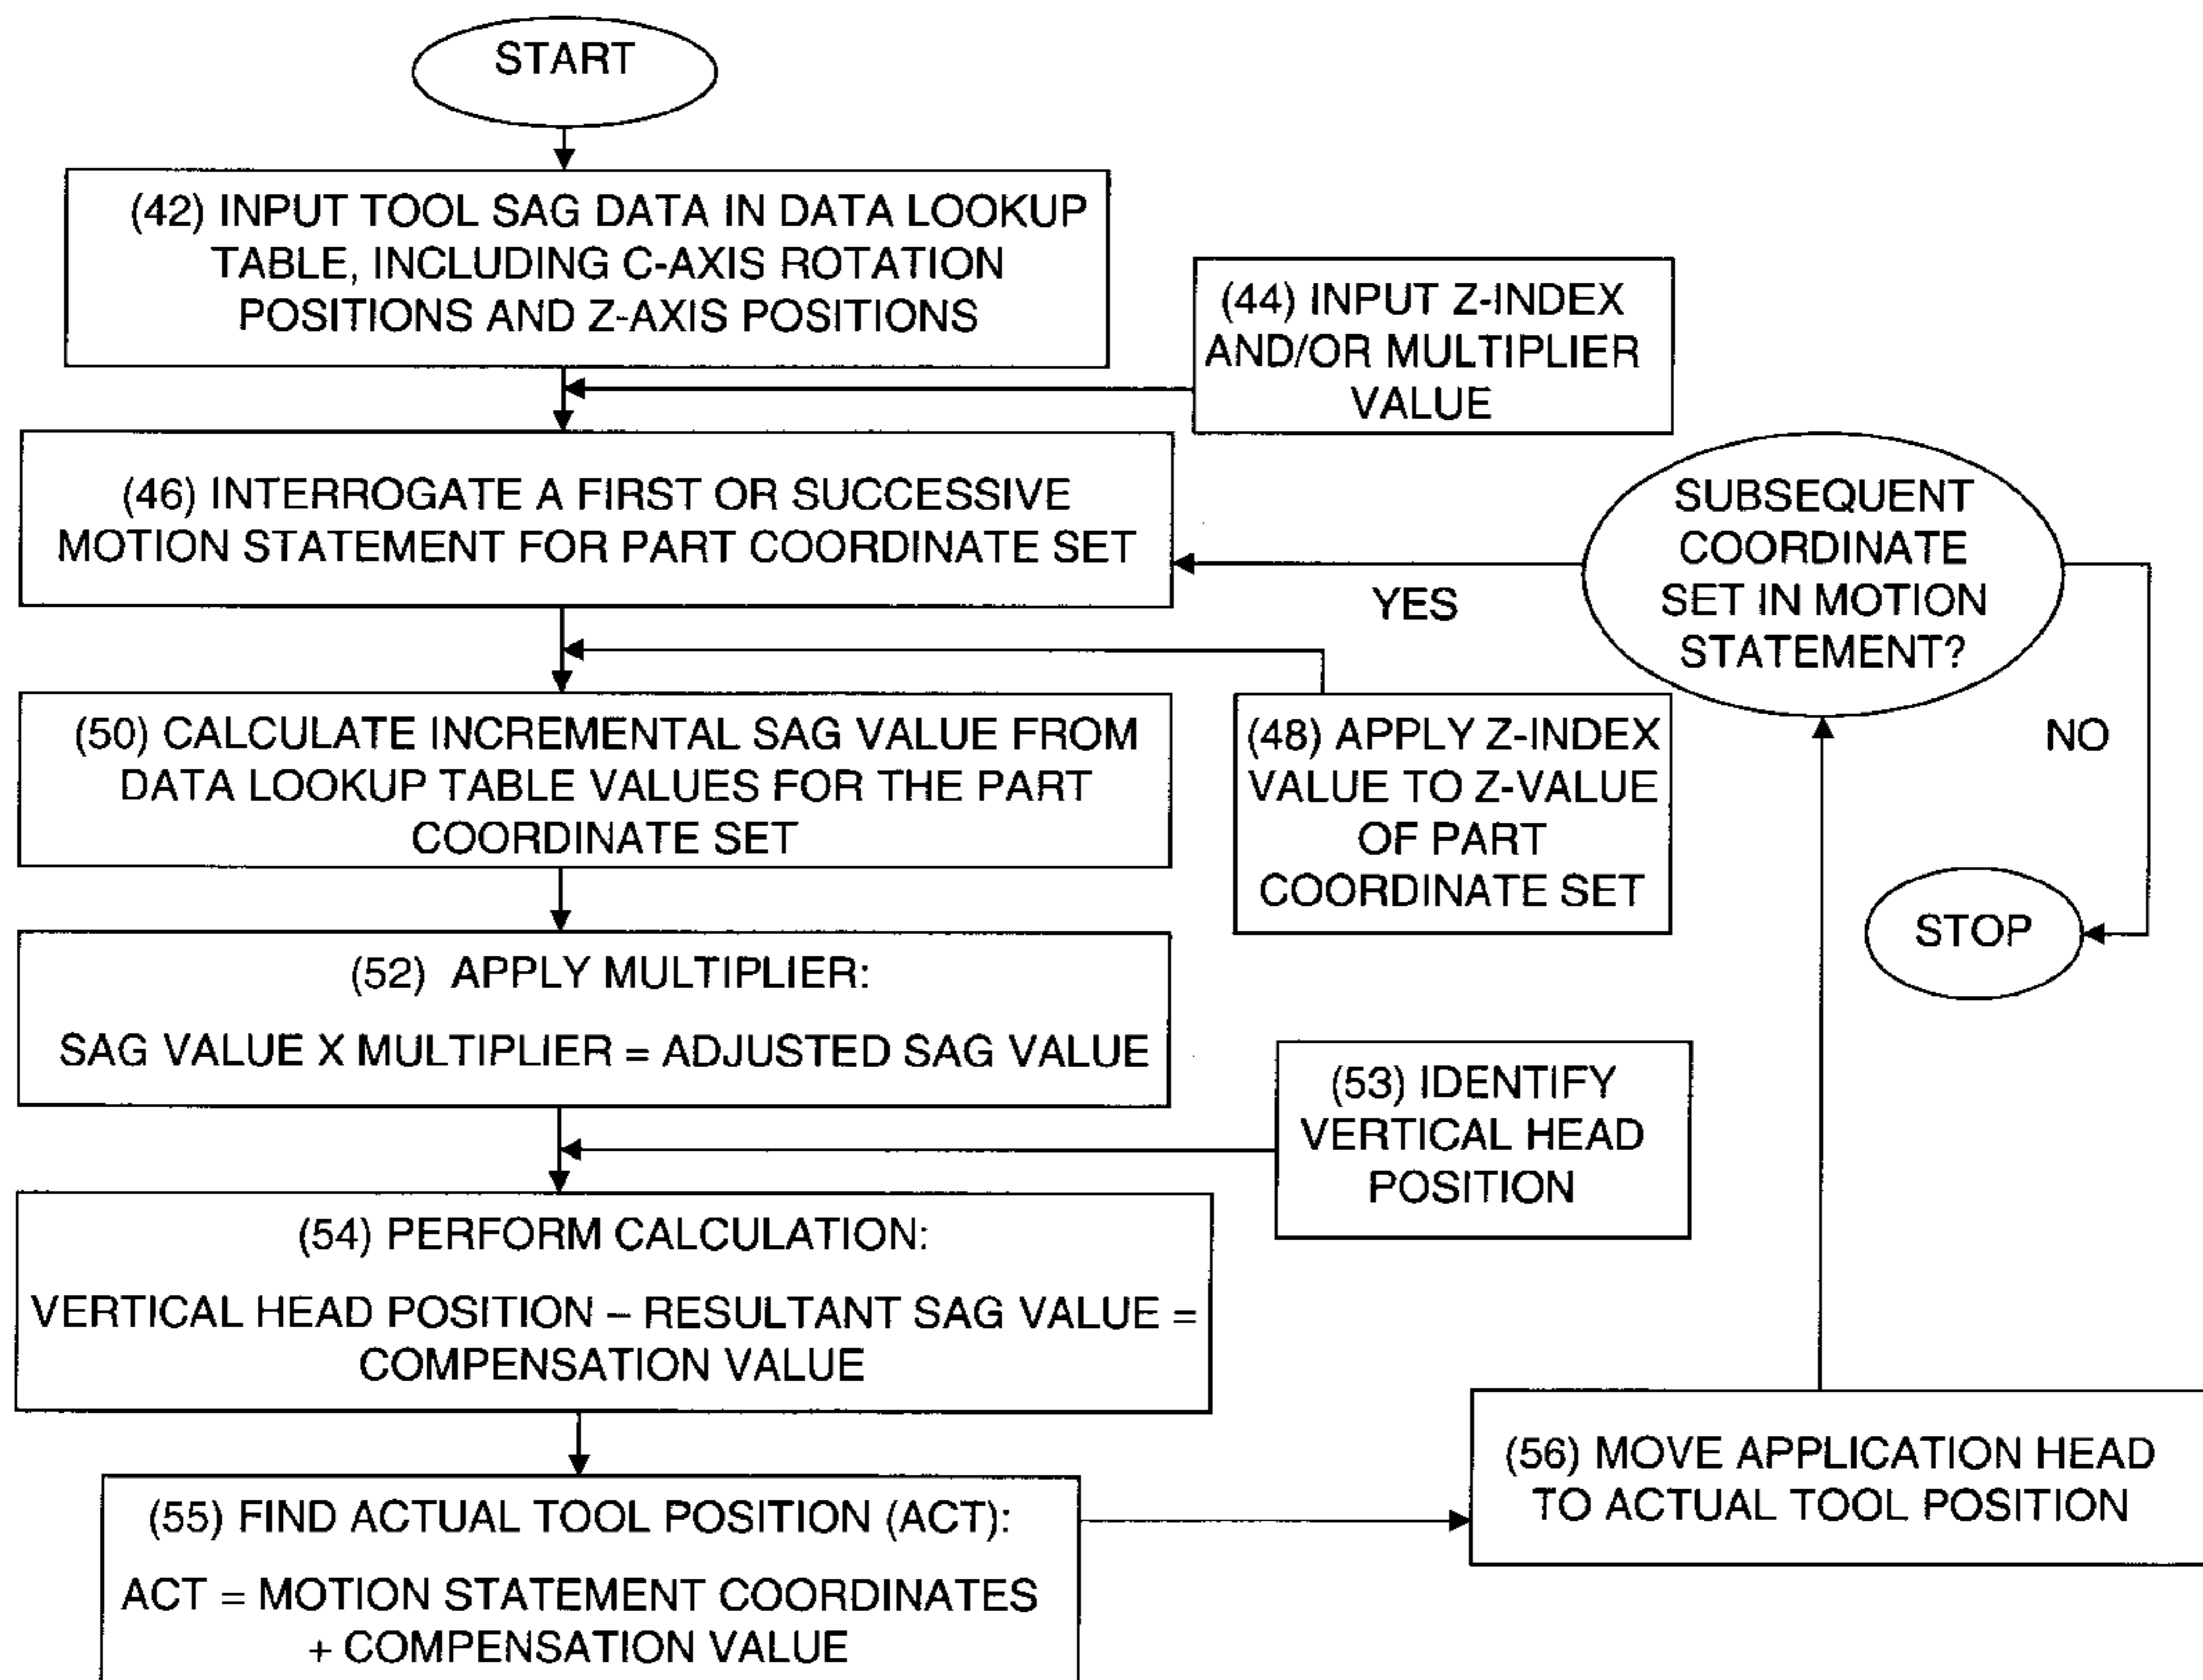 START
(42) INPUT TOOL SAG DATA IN DATA LOOKUP
TABLE, INCLUDING C-AXIS ROTATION
POSITIONS AND Z-AXIS POSITIONS
(44) INPUT Z-INDEX
AND/OR MULTIPLIER
VALUE
(46) INTERROGATE A FIRST OR SUCCESSIVE
MOTION STATEMENT FOR PART COORDINATE SET
SUBSEQUENT
COORDINATE
SET IN MOTION
STATEMENT?
YES
NO
(48) APPLY Z-INDEX
VALUE TO Z-VALUE
OF PART
COORDINATE SET
(50) CALCULATE INCREMENTAL SAG VALUE FROM
DATA LOOKUP TABLE VALUES FOR THE PART
COORDINATE SET
STOP
(52) APPLY MULTIPLIER:
SAG VALUE X MULTIPLIER = ADJUSTED SAG VALUE
(53) IDENTIFY
VERTICAL HEAD
POSITION
(54) PERFORM CALCULATION:
VERTICAL HEAD POSITION – RESULTANT SAG VALUE =
COMPENSATION VALUE
(55) FIND ACTUAL TOOL POSITION (ACT):
ACT = MOTION STATEMENT COORDINATES
+ COMPENSATION VALUE
(56) MOVE APPLICATION HEAD
TO ACTUAL TOOL POSITION